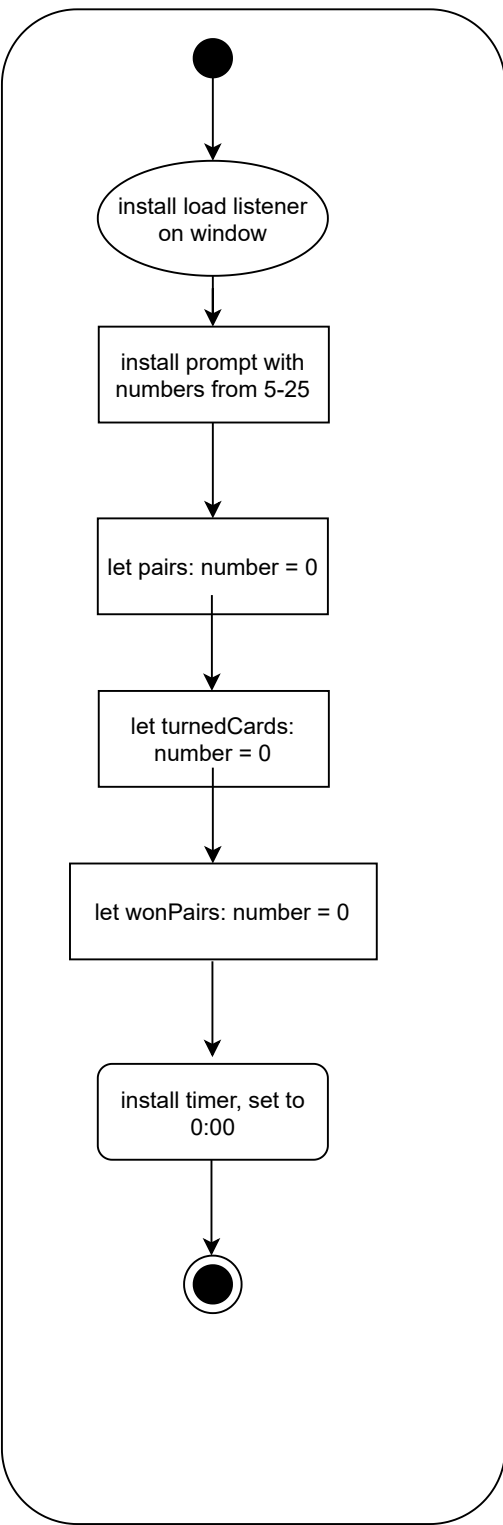 install load listener
on window
install prompt with
numbers from 5-25
let pairs: number = 0
let turnedCards:
number = 0
let wonPairs: number = 0
install timer, set to
0:00